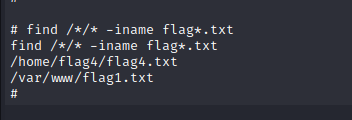 # find /*/* -iname flag*.txt
find /*/* -iname flag*.txt
/home/flag4/flag4.txt
/var/www/flag1.txt
#